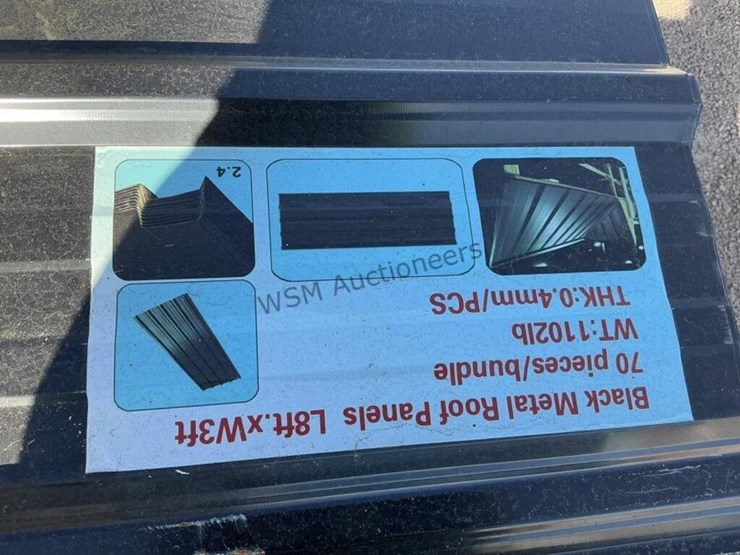 Black Metal Roof Panels L8ft.xW3ft
70 pieces/bundle
WT:1102lb
THK:0.4mm/PCS
2.4
WSM Auctioneers